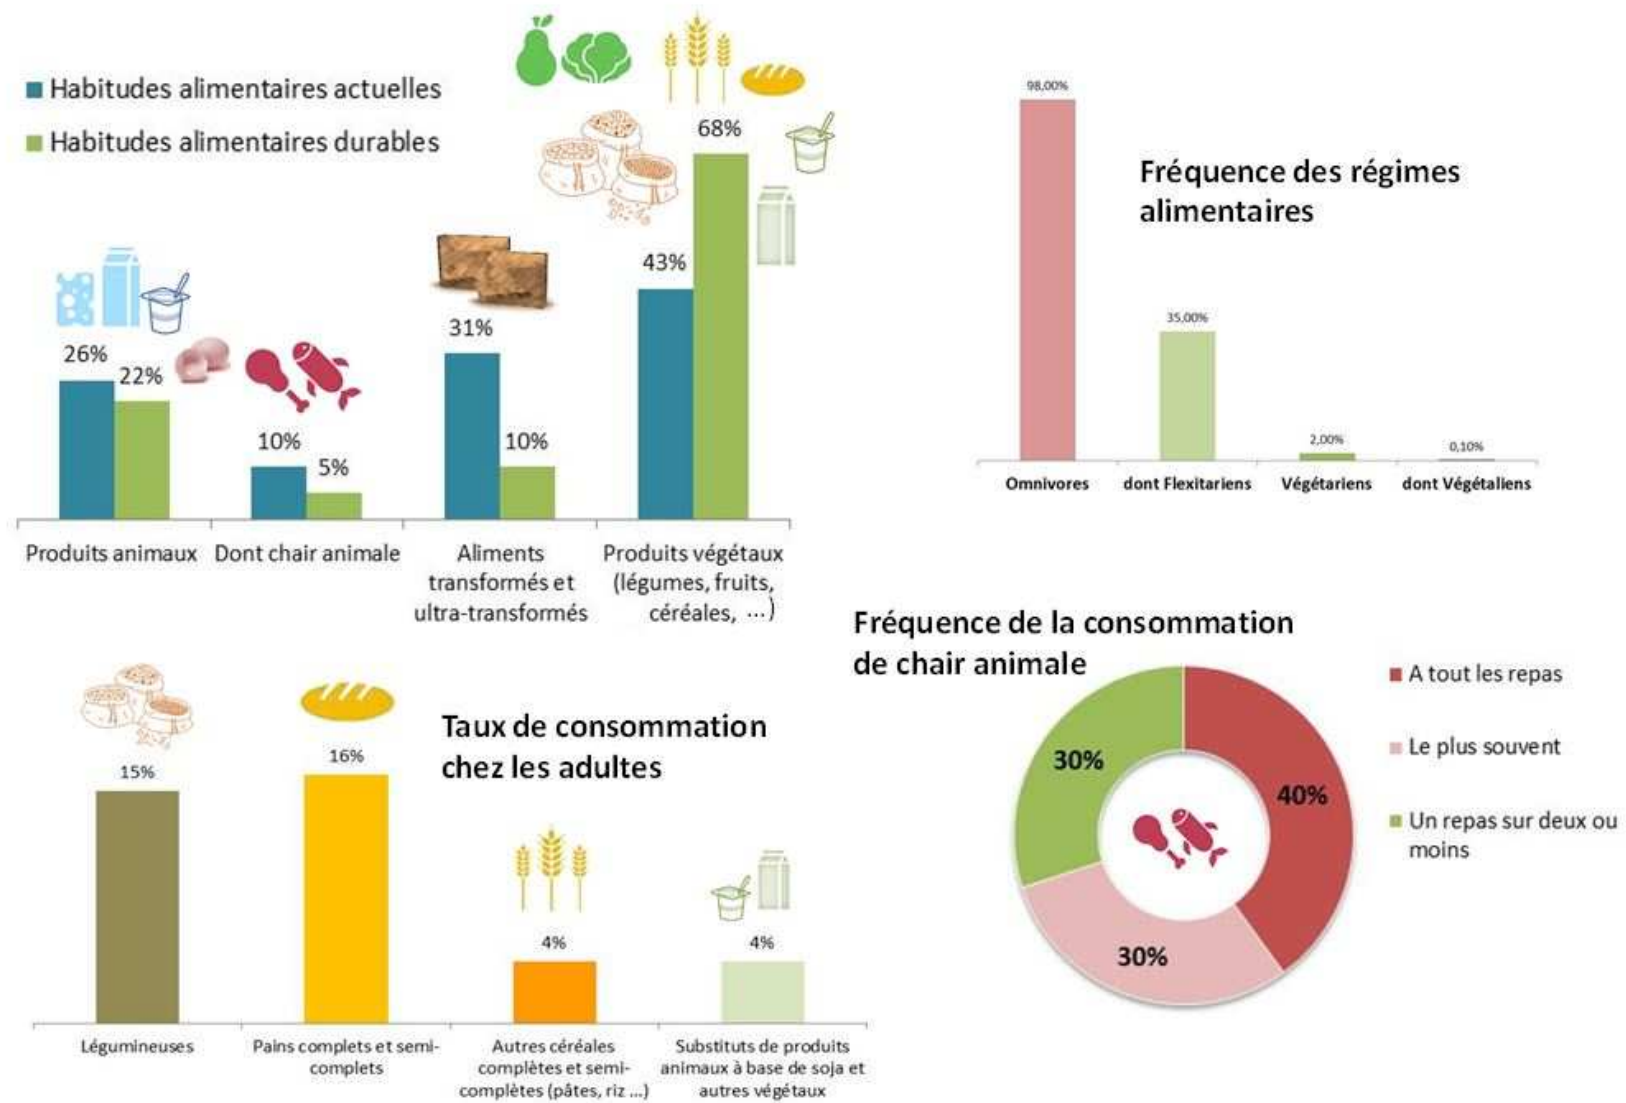 Habitudes alimentaires actuelles
Habitudes alimentaires durables
26%
22%
10%
5%
31%
10%
43%
68%
Produits animaux
Dont chair animale
Aliments
transformés et
ultra-transformés
Produits végétaux
(légumes, fruits,
céréales, ...)
Fréquence des régimes
alimentaires
98,00%
35,00%
2,00%
0,10%
Omnivores
dont Flexitariens
Végétariens
dont Végétaliens
Taux de consommation
chez les adultes
15%
16%
4%
4%
Légumineuses
Pains complets et semi-
complets
Autres céréales
complètes et semi-
complètes (pâtes, riz ...)
Substituts de produits
animaux à base de soja et
autres végétaux
Fréquence de la consommation
de chair animale
30%
40%
30%
A tout les repas
Le plus souvent
Un repas sur deux ou
moins